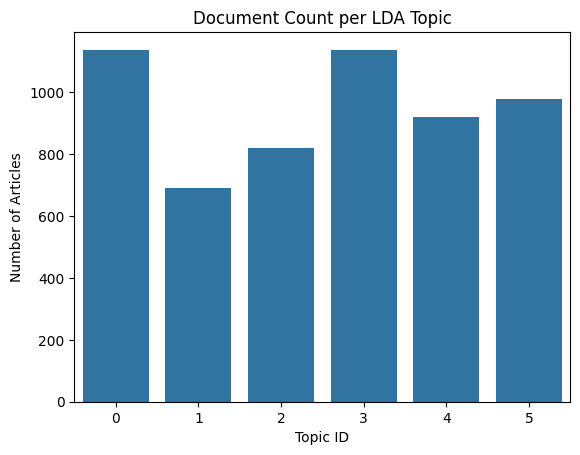 Document Count per LDA Topic
Number of Articles
1000
800
600
400
200
0
0 1 2 3 4 5
Topic ID